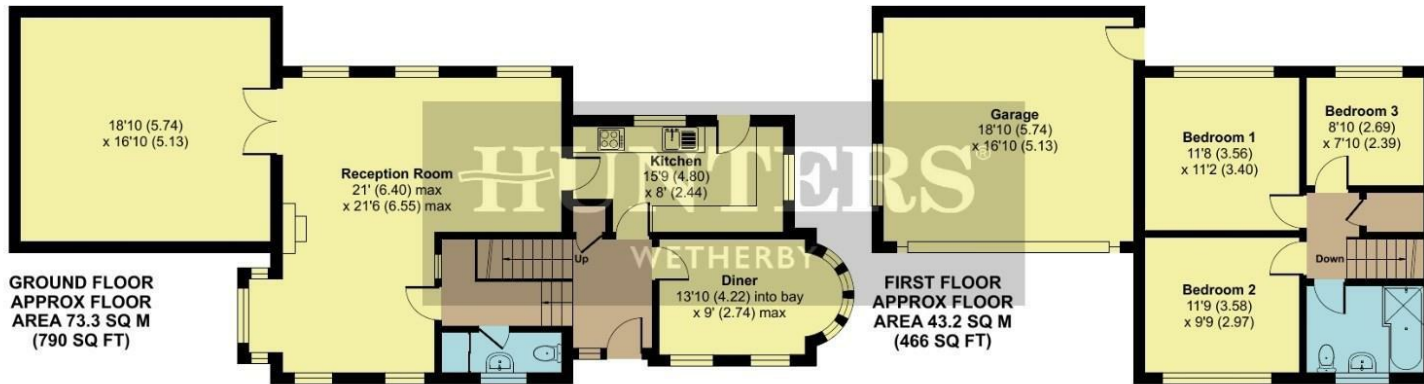 18'10 (5.74)
x 16'10 (5.13)
Reception Room
21' (6.40) max
x 21'6 (6.55) max
Kitchen
15'9 (4.80)
x 8' (2.44)
Up
Diner
13'10 (4.22) into bay
x 9' (2.74) max
GROUND FLOOR
APPROX FLOOR
AREA 73.3 SQ M
(790 SQ FT)
HUNTERS®
WETHERBY
Garage
18'10 (5.74)
x 16'10 (5.13)
Bedroom 1
11'8 (3.56)
x 11'2 (3.40)
Bedroom 3
8'10 (2.69)
x 7'10 (2.39)
Down
Bedroom 2
11'9 (3.58)
x 9'9 (2.97)
FIRST FLOOR
APPROX FLOOR
AREA 43.2 SQ M
(466 SQ FT)